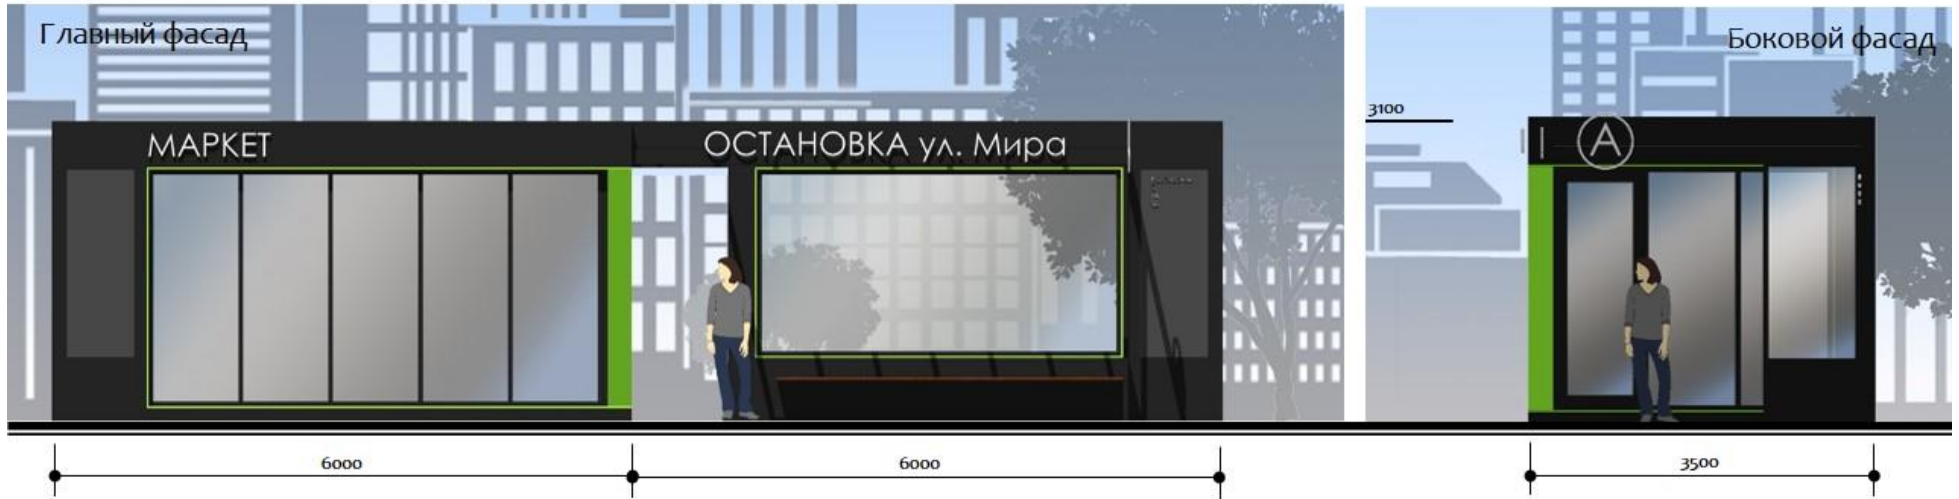 Главный фасад
Боковой фасад
3100
МАРКЕТ
ОСТАНОВКА ул. Мира
А
6000
6000
3500